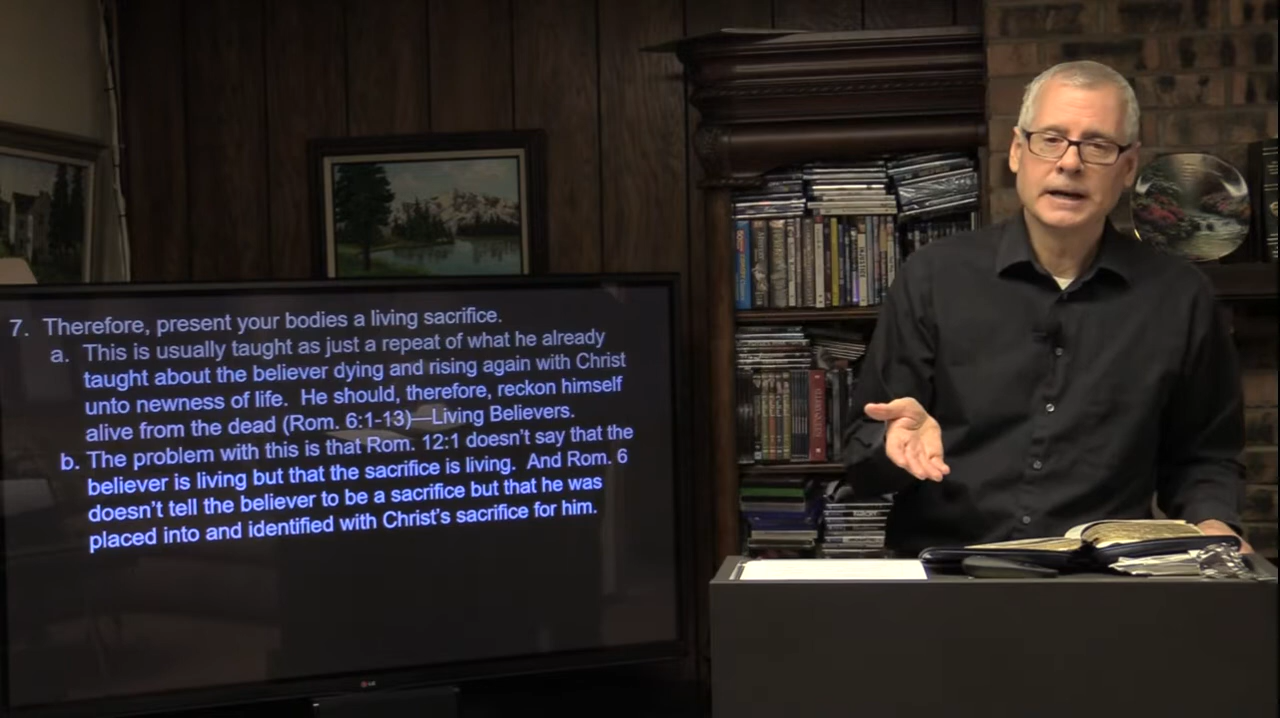 7. Therefore, present your bodies a living sacrifice.
a. This is usually taught as just a repeat of what he already
taught about the believer dying and rising again with Christ
unto newness of life. He should, therefore, reckon himself
alive from the dead (Rom. 6:1-13)—Living Believers.
b. The problem with this is that Rom. 12:1 doesn't say that the
believer is living but that the sacrifice is living. And Rom. 6
doesn't tell the believer to be a sacrifice but that he was
placed into and identified with Christ's sacrifice for him.
LG